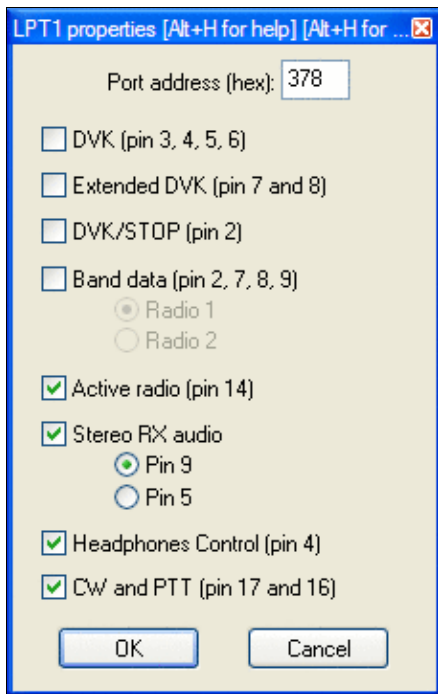 LPT1 properties [Alt+H for help] [Alt+H for ...
Port address (hex): 378
DVK (pin 3, 4, 5, 6)
Extended DVK (pin 7 and 8)
DVK/STOP (pin 2)
Band data (pin 2, 7, 8, 9)
Radio 1
Radio 2
Active radio (pin 14)
Stereo RX audio
Pin 9
Pin 5
Headphones Control (pin 4)
CW and PTT (pin 17 and 16)
OK Cancel